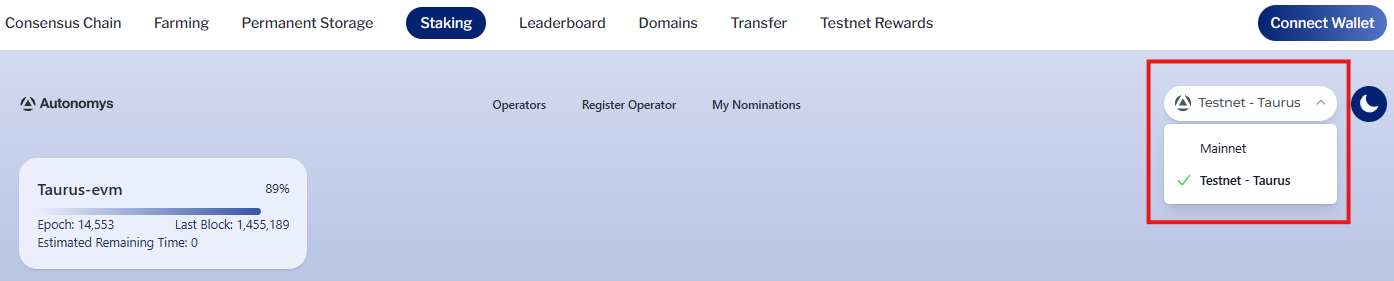 Consensus Chain Farming Permanent Storage Staking Leaderboard Domains Transfer Testnet Rewards Connect Wallet
Autonomys Operators Register Operator My Nominations Testnet - Taurus
Mainnet
Testnet - Taurus
Taurus-evm 89%
Epoch: 14,553 Last Block: 1,455,189
Estimated Remaining Time: 0